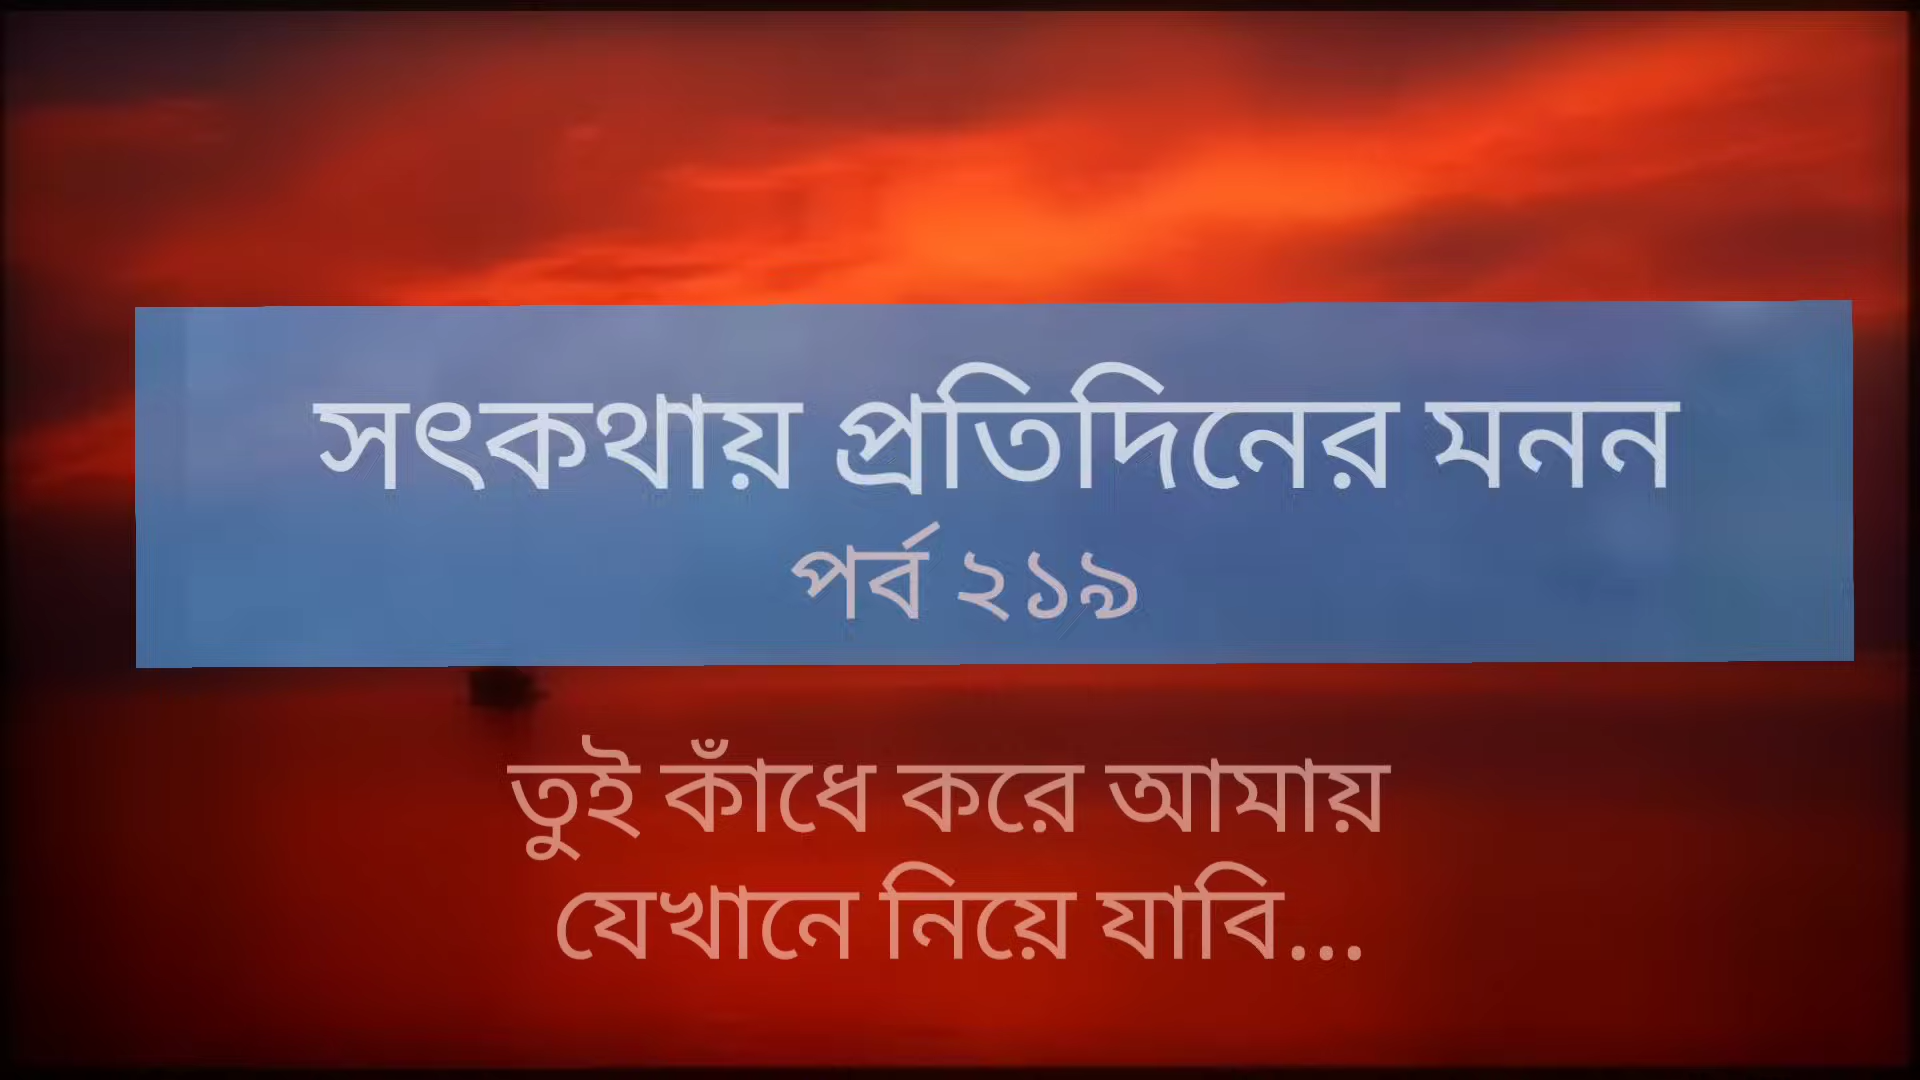 সৎকথায় প্রতিদিনের মনন
পর্ব ২১৯
তুই কাঁধে করে আমায়
যেখানে নিয়ে যাবি...